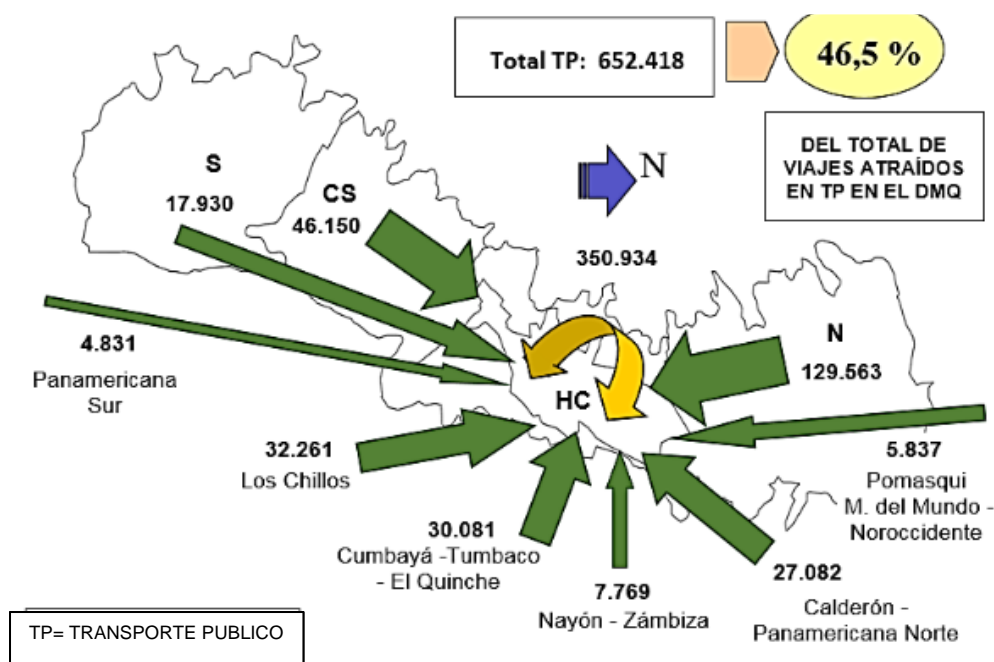 Total TP: 652.418
46,5 %
DEL TOTAL DE
VIAJES ATRAÍDOS
EN TP EN EL DMQ
N
S
17.930
CS
46.150
350.934
N
129.563
HC
4.831
Panamericana
Sur
32.261
Los Chillos
30.081
Cumbayá -Tumbaco
- El Quinche
7.769
Nayón - Zámbiza
27.082
Calderón -
Panamericana Norte
5.837
Pomasqui
M. del Mundo -
Noroccidente
TP= TRANSPORTE PUBLICO